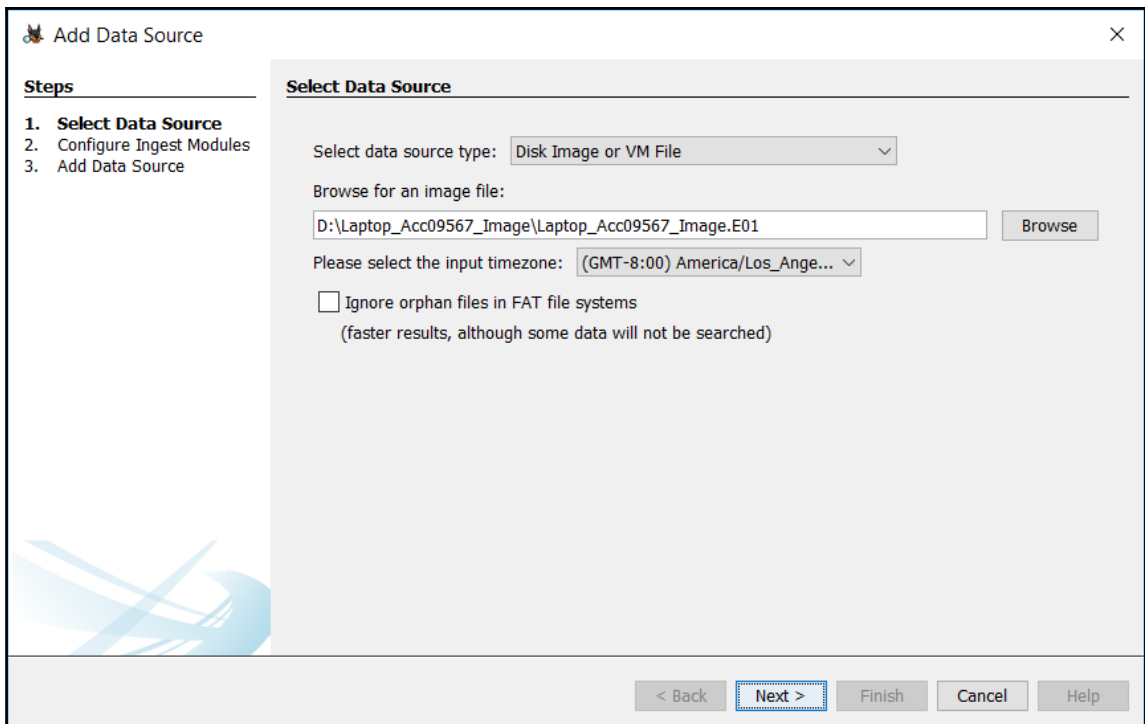 Add Data Source
Steps
1. Select Data Source
2. Configure Ingest Modules
3. Add Data Source
Select Data Source
Select data source type: Disk Image or VM File
Browse for an image file:
D:\Laptop_Acc09567_Image\Laptop_Acc09567_Image.E01 Browse
Please select the input timezone: (GMT-8:00) America/Los_Ange...
Ignore orphan files in FAT file systems
(faster results, although some data will not be searched)
< Back Next > Finish Cancel Help